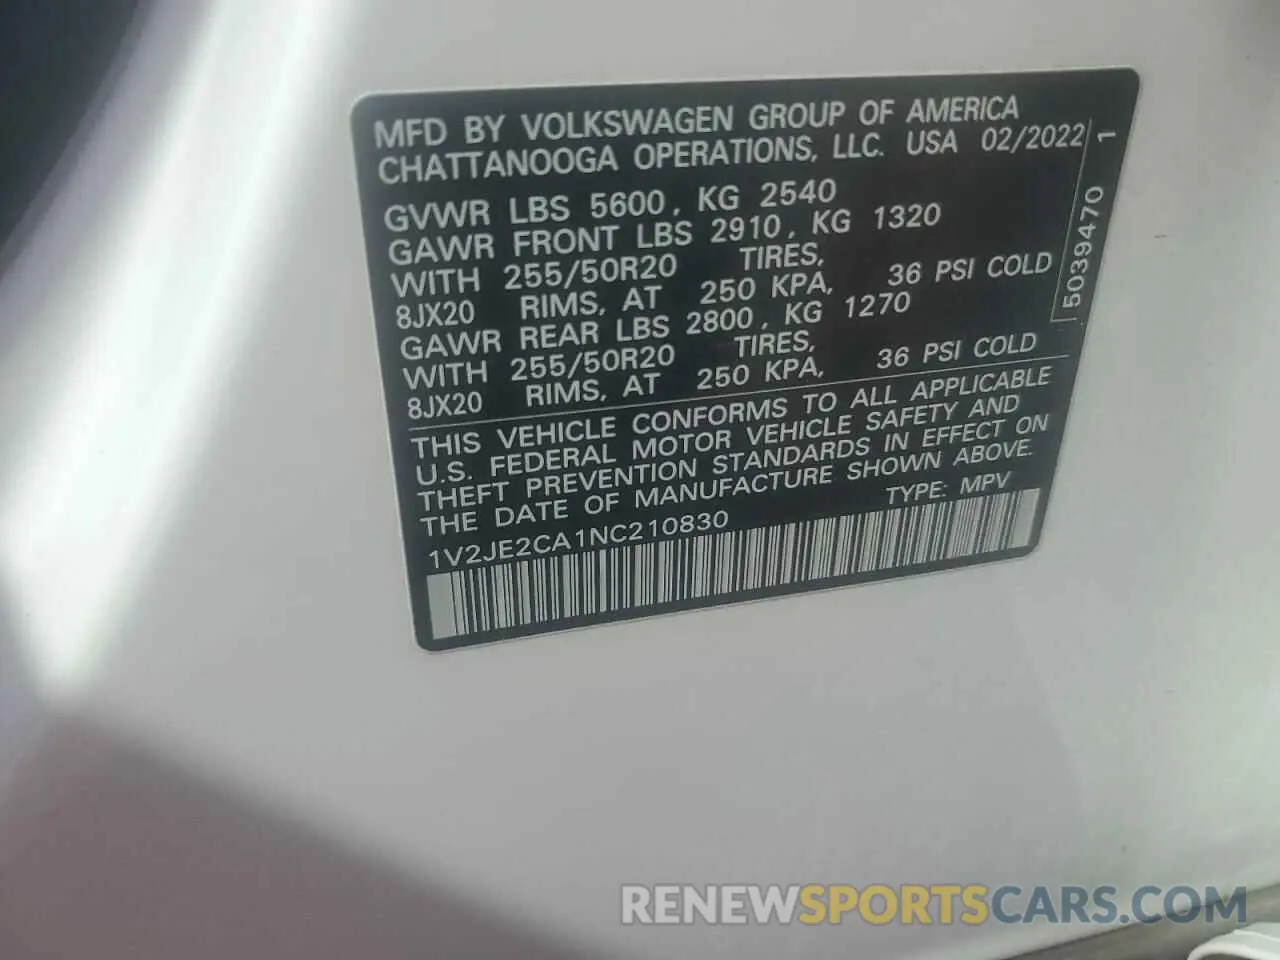 MFD BY VOLKSWAGEN GROUP OF AMERICA
CHATTANOOGA OPERATIONS, LLC. USA 02/2022
GVWR LBS 5600, KG 2540
GAWR FRONT LBS 2910, KG 1320
WITH 255/50R20 TIRES,
8JX20 RIMS, AT 250 KPA, 36 PSI COLD
GAWR REAR LBS 2800, KG 1270
WITH 255/50R20 TIRES,
8JX20 RIMS, AT 250 KPA, 36 PSI COLD
THIS VEHICLE CONFORMS TO ALL APPLICABLE
U.S. FEDERAL MOTOR VEHICLE SAFETY AND
THEFT PREVENTION STANDARDS IN EFFECT ON
THE DATE OF MANUFACTURE SHOWN ABOVE.
TYPE: MPV
1V2JE2CA1NC210830
5039470 1
RENEWSPORTSCARS.COM